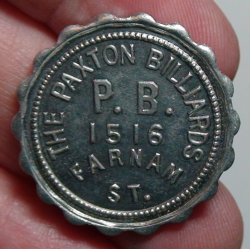 THE PAXTON BILLIARDS
P. B.
1516
FARNAM
ST.